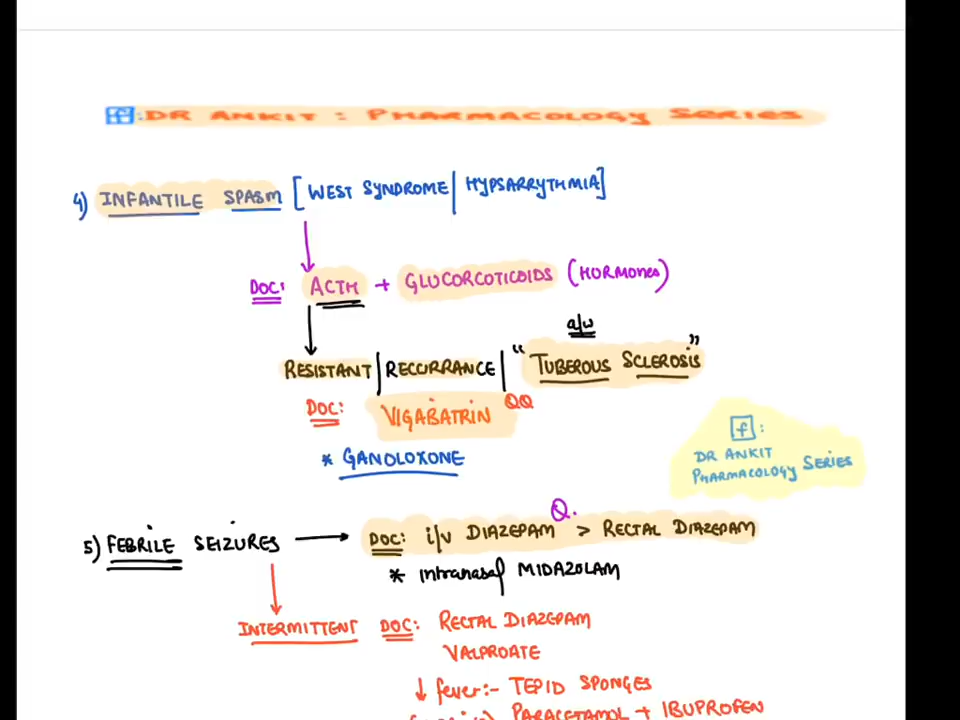 f: DR ANKIT : PHARMACOLOGY SERIES
4) INFANTILE SPASM [WEST SYNDROME | HYPSARRYTHMIA]
DOC: ACTH + GLUCORCOTICOIDS (HORMONES)
a/w
RESISTANT | RECURRANCE | "TUBEROUS SCLEROSIS"
DOC: VIGABATRIN QQ
* GANOLOXONE
f:
DR ANKIT
PHARMACOLOGY SERIES
Q.
5) FEBRILE SEIZURES → DOC: i/v DIAZEPAM > RECTAL DIAZEPAM
* intranasal MIDAZOLAM
INTERMITTENT DOC: RECTAL DIAZEPAM
VALPROATE
↓ fever:- TEPID SPONGES
PARACETAMOL + IBUPROFEN